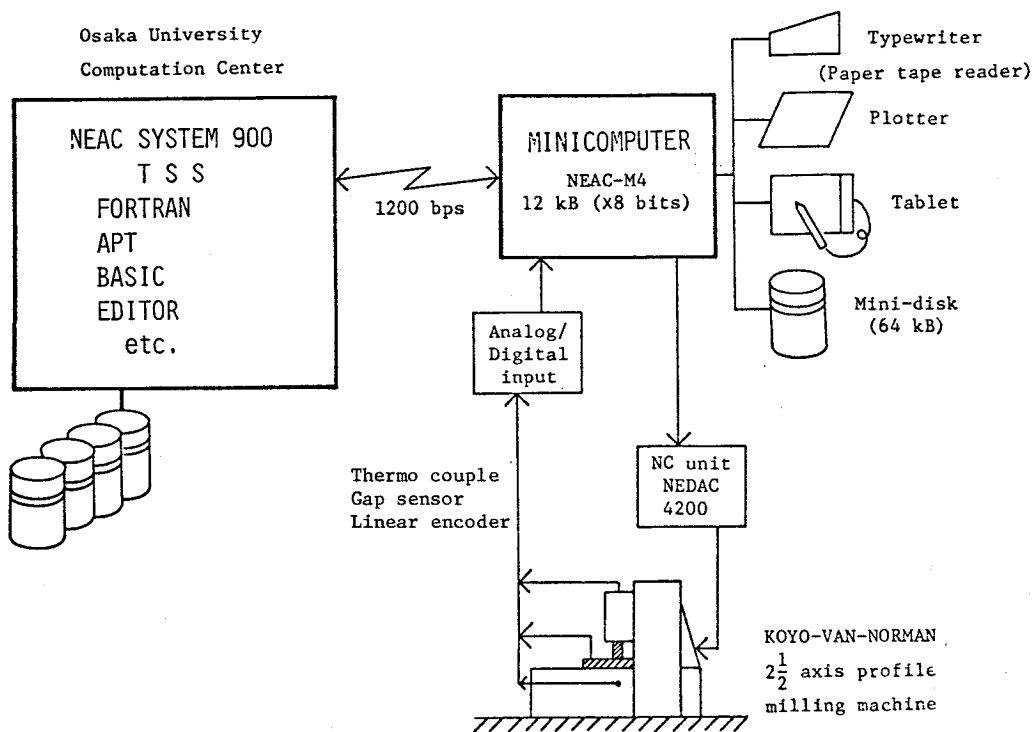 Osaka University
Computation Center
NEAC SYSTEM 900
T S S
FORTRAN
APT
BASIC
EDITOR
etc.
1200 bps
MINICOMPUTER
NEAC-M4
12 kB (x8 bits)
Typewriter
(Paper tape reader)
Plotter
Tablet
Mini-disk
(64 kB)
Analog/
Digital
input
NC unit
NEDAC
4200
Thermo couple
Gap sensor
Linear encoder
KOYO-VAN-NORMAN
2 1/2 axis profile
milling machine